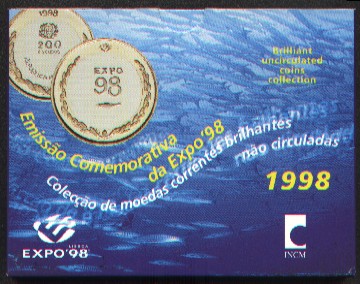 200
ESCUDOS
EXPO
98
Brilliant
uncirculated
coins
collection
Emissão Comemorativa
da Expo'98
Colecção de moedas correntes brilhantes
não circuladas
1998
LISBOA
EXPO'98
INCM